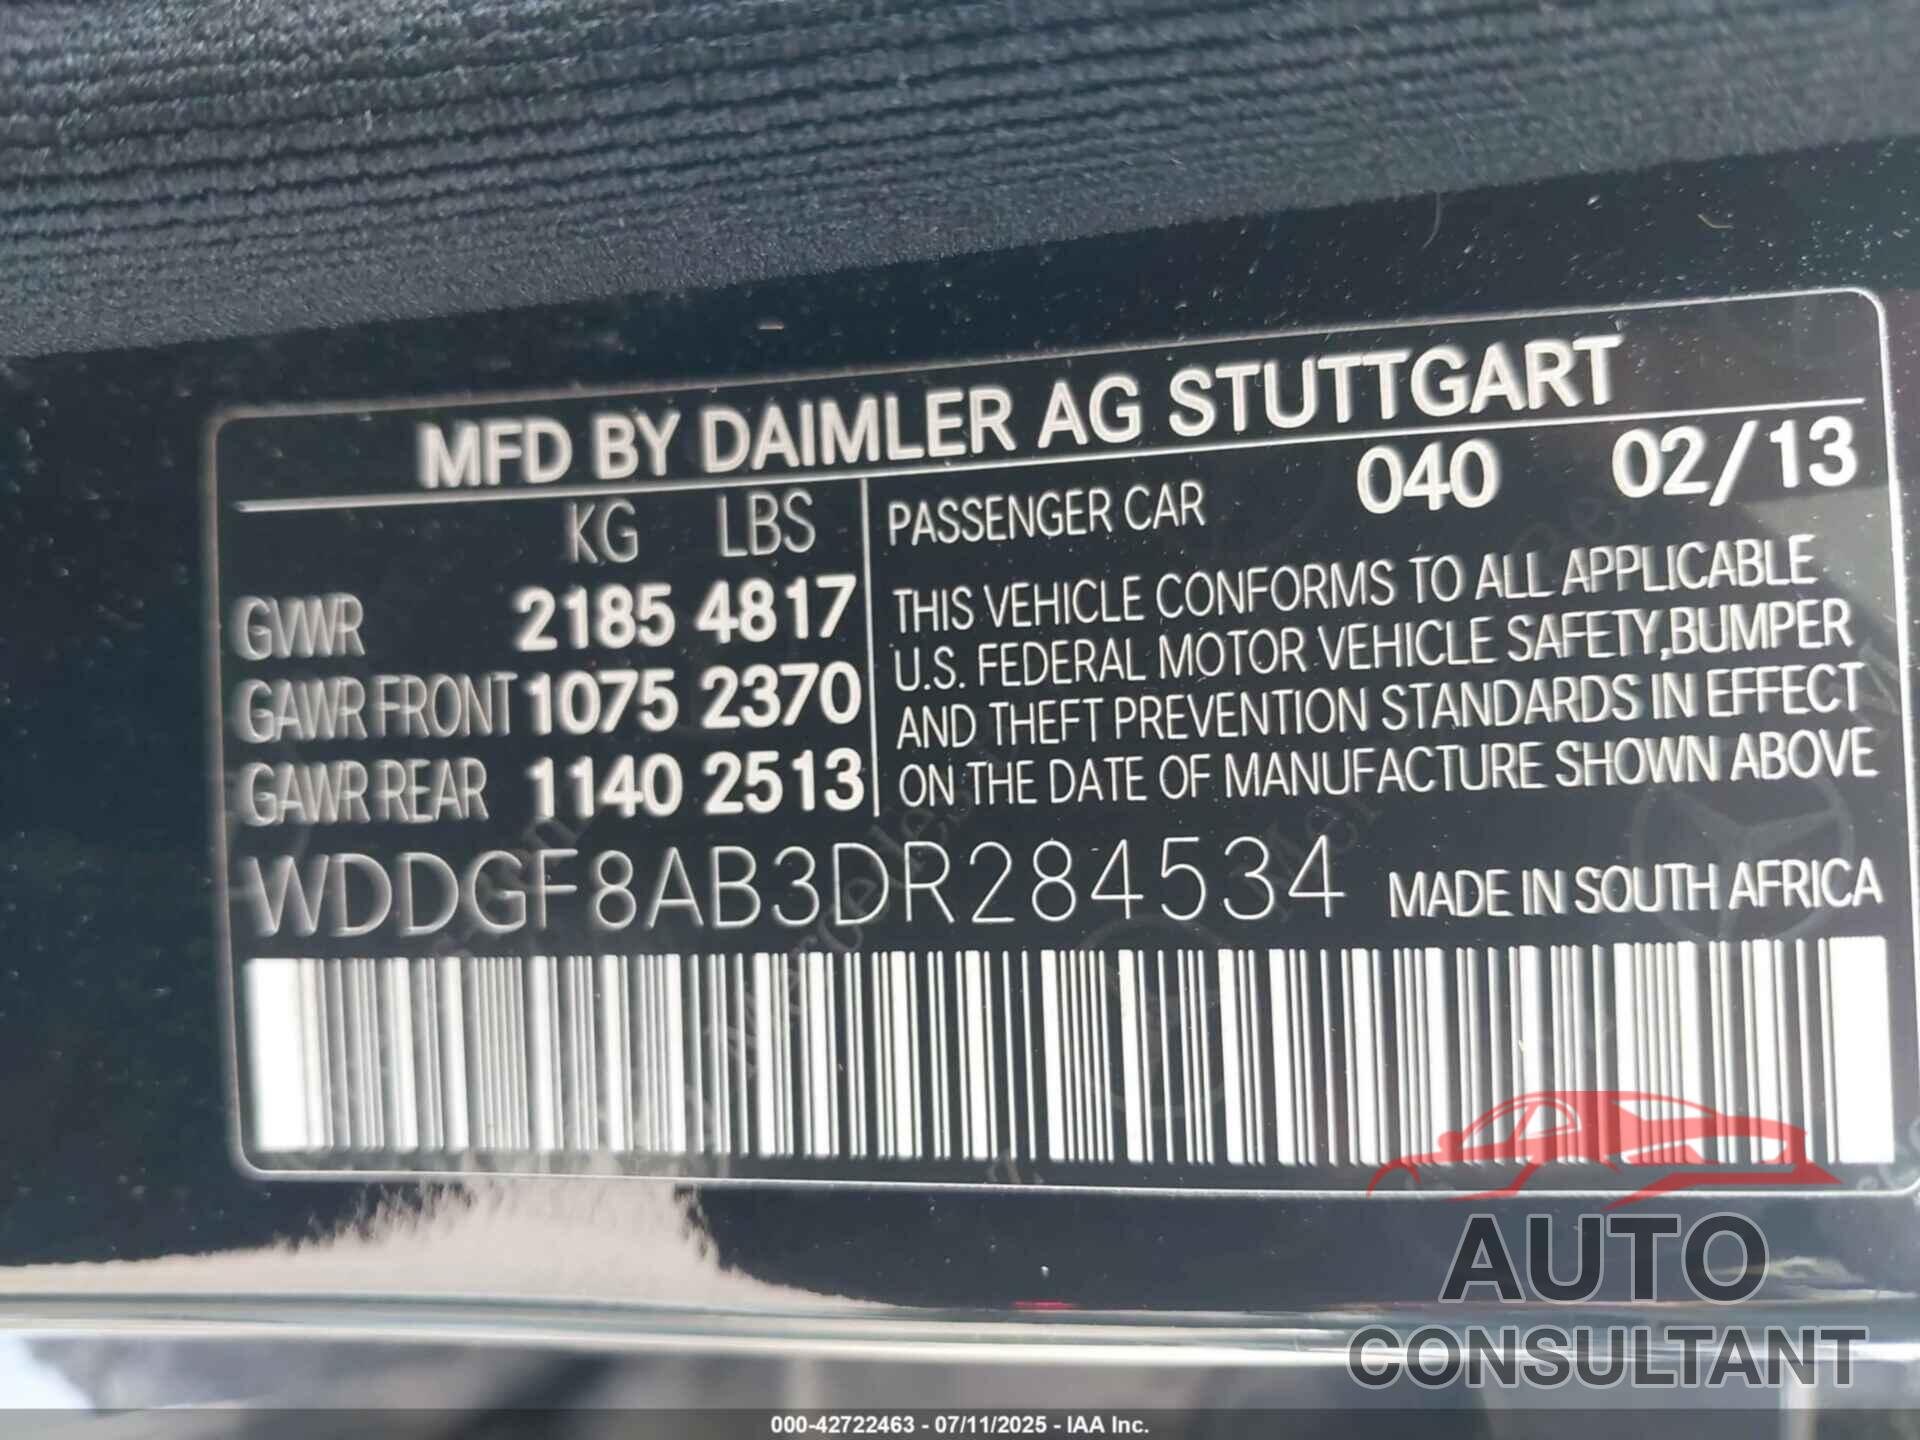 MFD BY DAIMLER AG STUTTGART
KG LBS
PASSENGER CAR 040 02/13
GVWR 2185 4817
GAWR FRONT 1075 2370
GAWR REAR 1140 2513
THIS VEHICLE CONFORMS TO ALL APPLICABLE
U.S. FEDERAL MOTOR VEHICLE SAFETY,BUMPER
AND THEFT PREVENTION STANDARDS IN EFFECT
ON THE DATE OF MANUFACTURE SHOWN ABOVE
WDDGF8AB3DR284534 MADE IN SOUTH AFRICA
AUTO
CONSULTANT
000-42722463 - 07/11/2025 - IAA Inc.